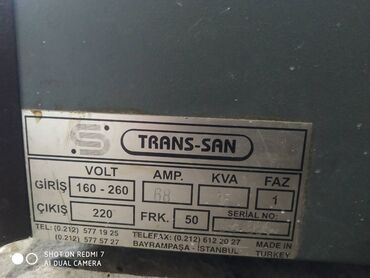 TRANS-SAN
VOLT AMP. KVA FAZ
GİRİŞ 160 - 260 68 1
ÇIKIŞ 220 FRK. 50 SERIAL NO:
TEL: (0.212) 577 19 25 TELEFAX: (0.212) 612 20 27 MADE IN
(0.212) 577 57 27 BAYRAMPAŞA - İSTANBUL TURKEY
SHOT ON REDMI 7
AI DUAL CAMERA